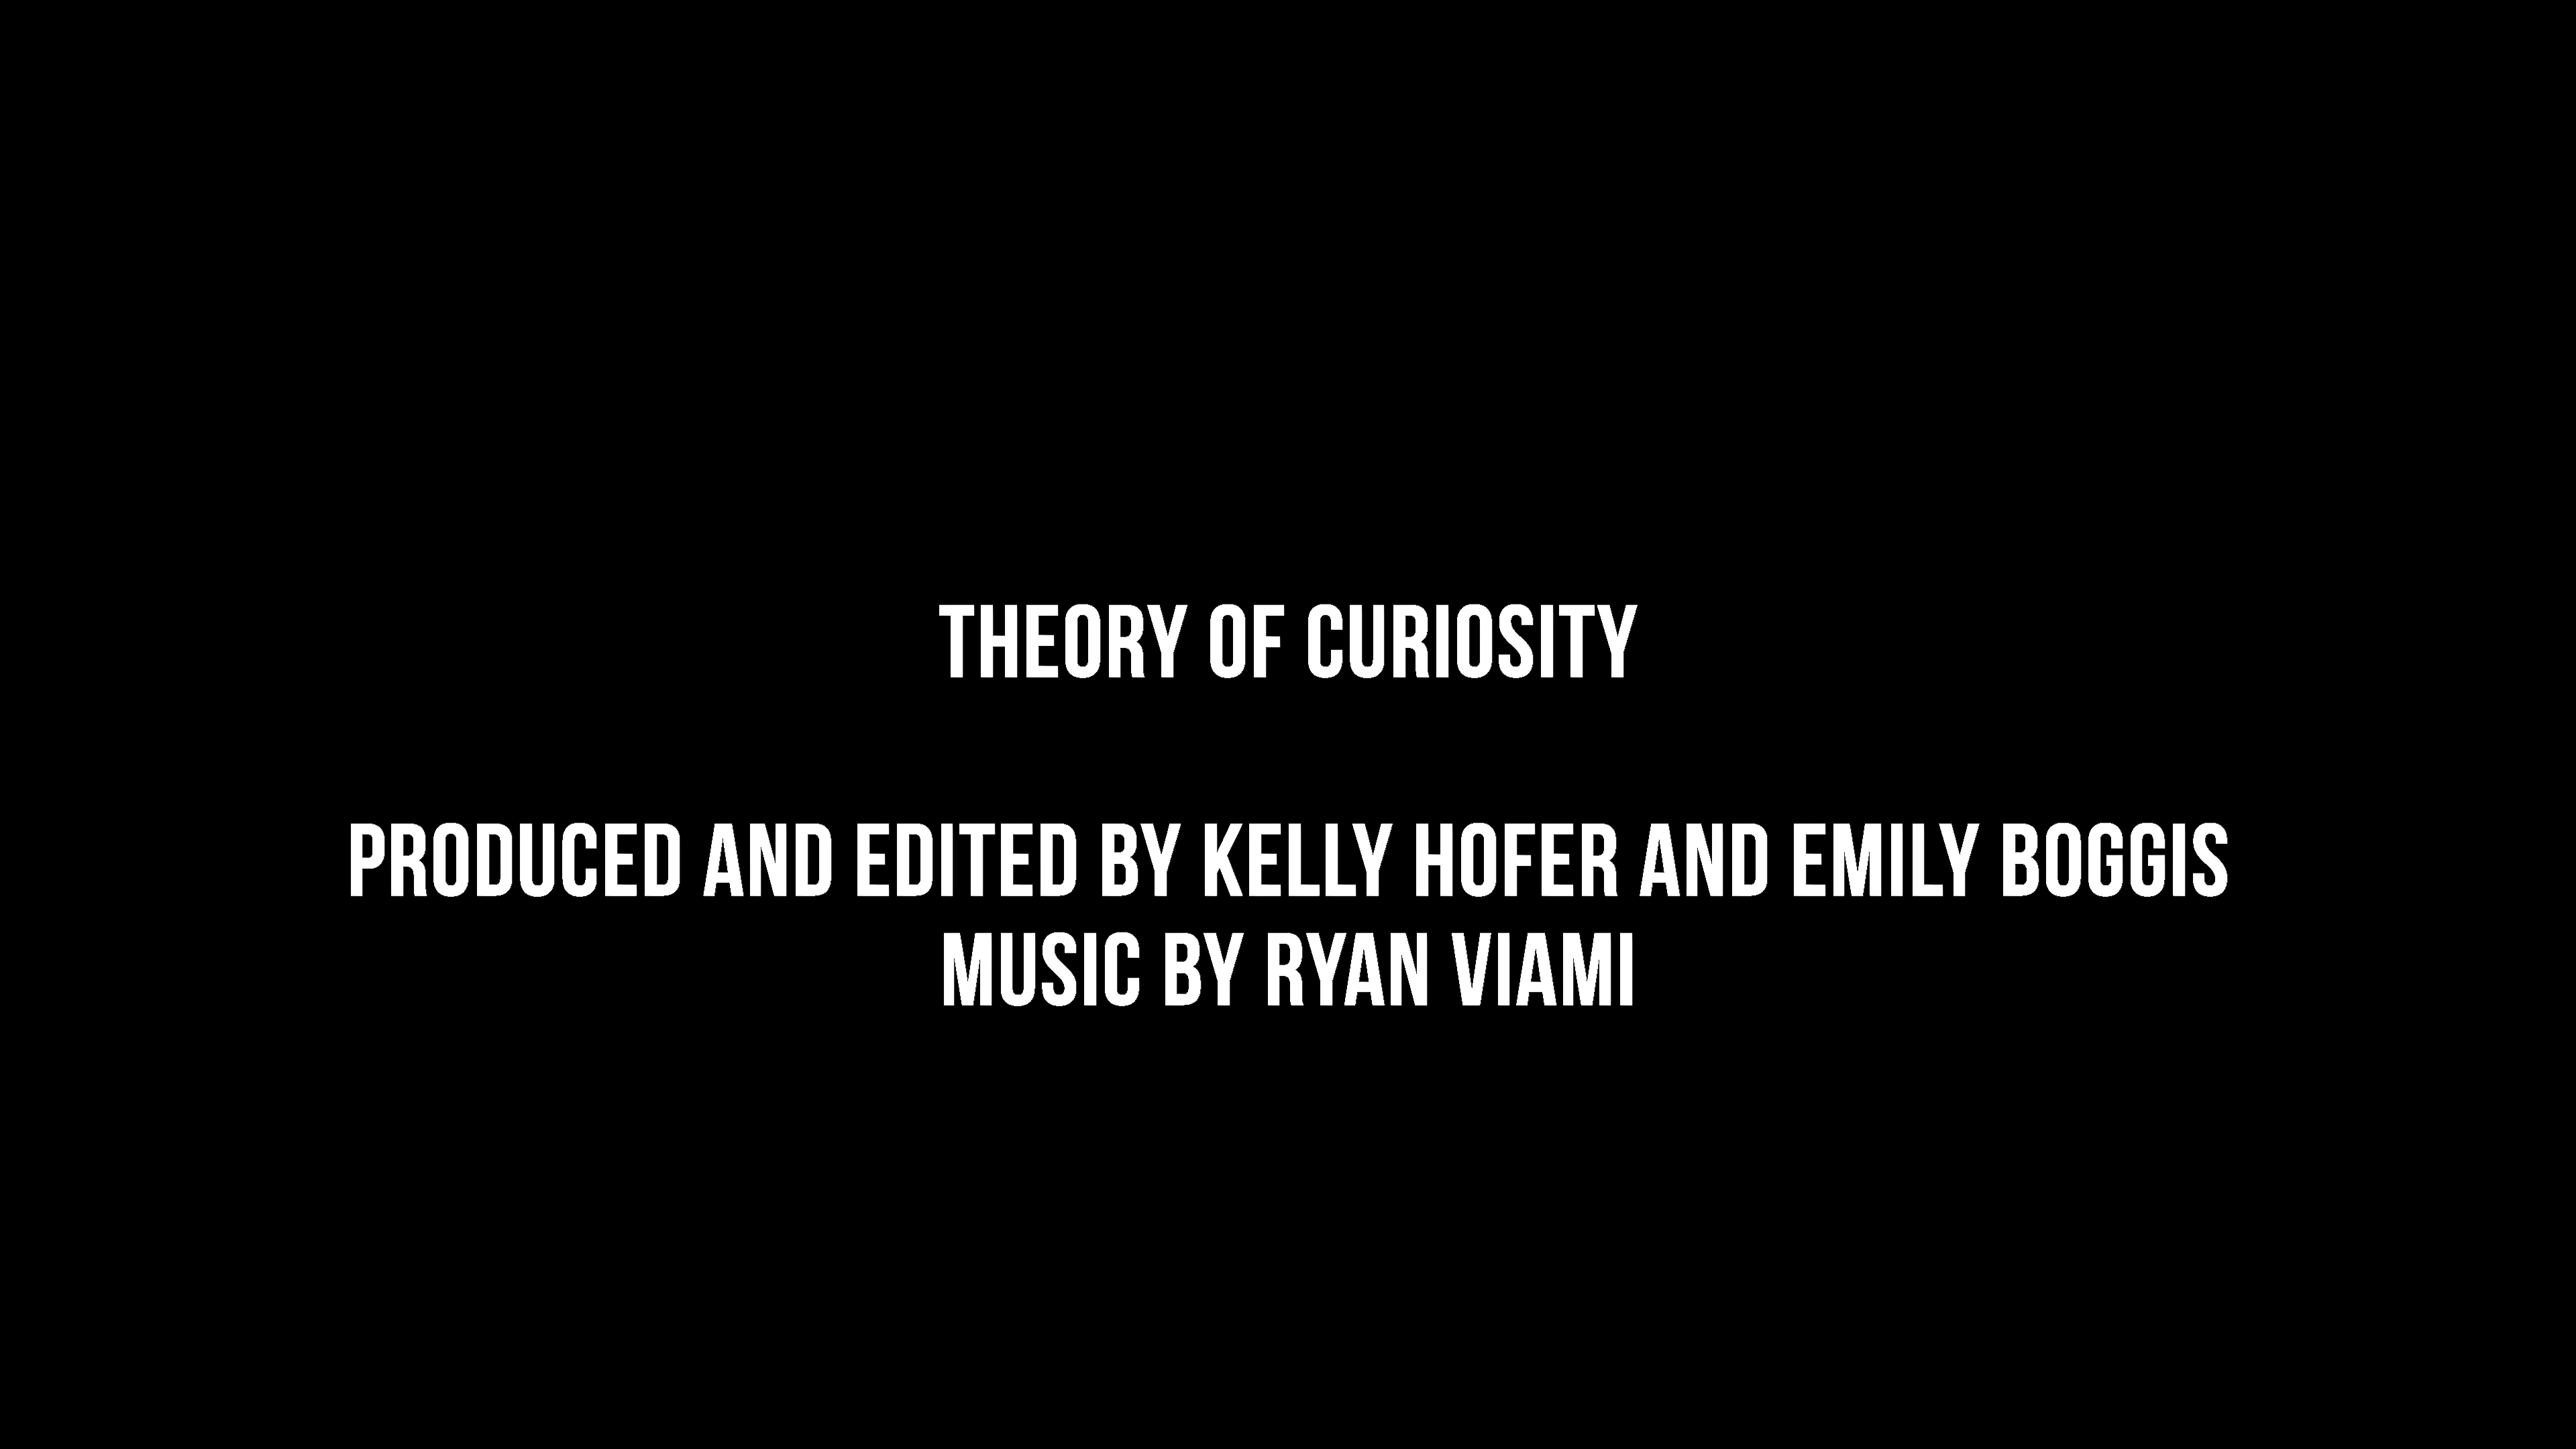 THEORY OF CURIOSITY
PRODUCED AND EDITED BY KELLY HOFER AND EMILY BOGGIS
MUSIC BY RYAN VIAMI